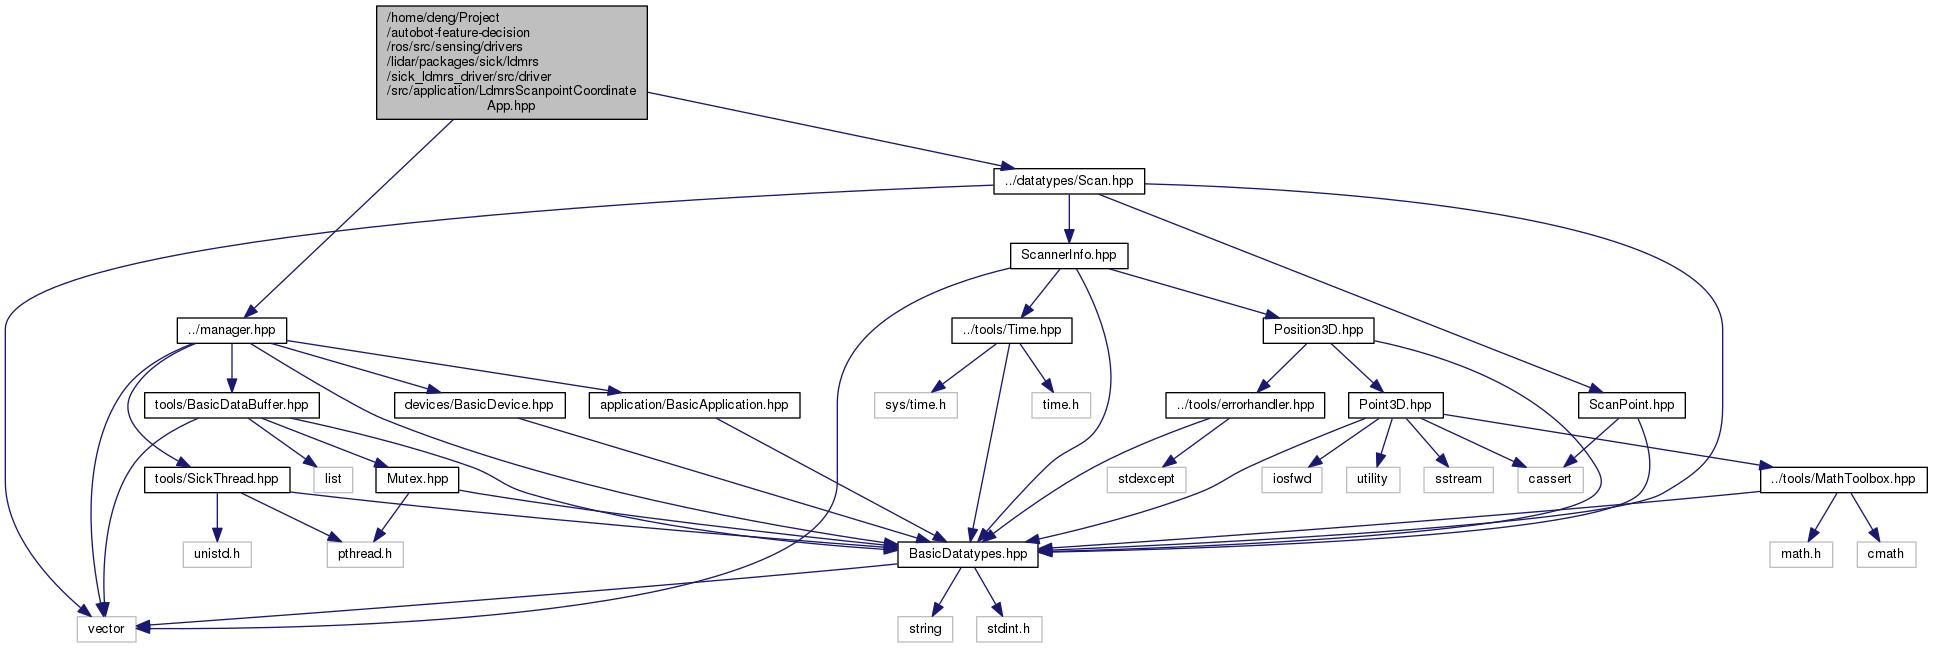 /home/deng/Project
/autobot-feature-decision
/ros/src/sensing/drivers
/lidar/packages/sick/ldmrs
/sick_ldmrs_driver/src/driver
/src/application/LdmrsScanpointCoordinate
App.hpp
../datatypes/Scan.hpp
ScannerInfo.hpp
../manager.hpp
../tools/Time.hpp
Position3D.hpp
tools/BasicDataBuffer.hpp
devices/BasicDevice.hpp
application/BasicApplication.hpp
sys/time.h
time.h
../tools/errorhandler.hpp
Point3D.hpp
ScanPoint.hpp
tools/SickThread.hpp
list
Mutex.hpp
stdexcept
iosfwd
utility
sstream
cassert
../tools/MathToolbox.hpp
unistd.h
pthread.h
BasicDatatypes.hpp
math.h
cmath
vector
string
stdint.h